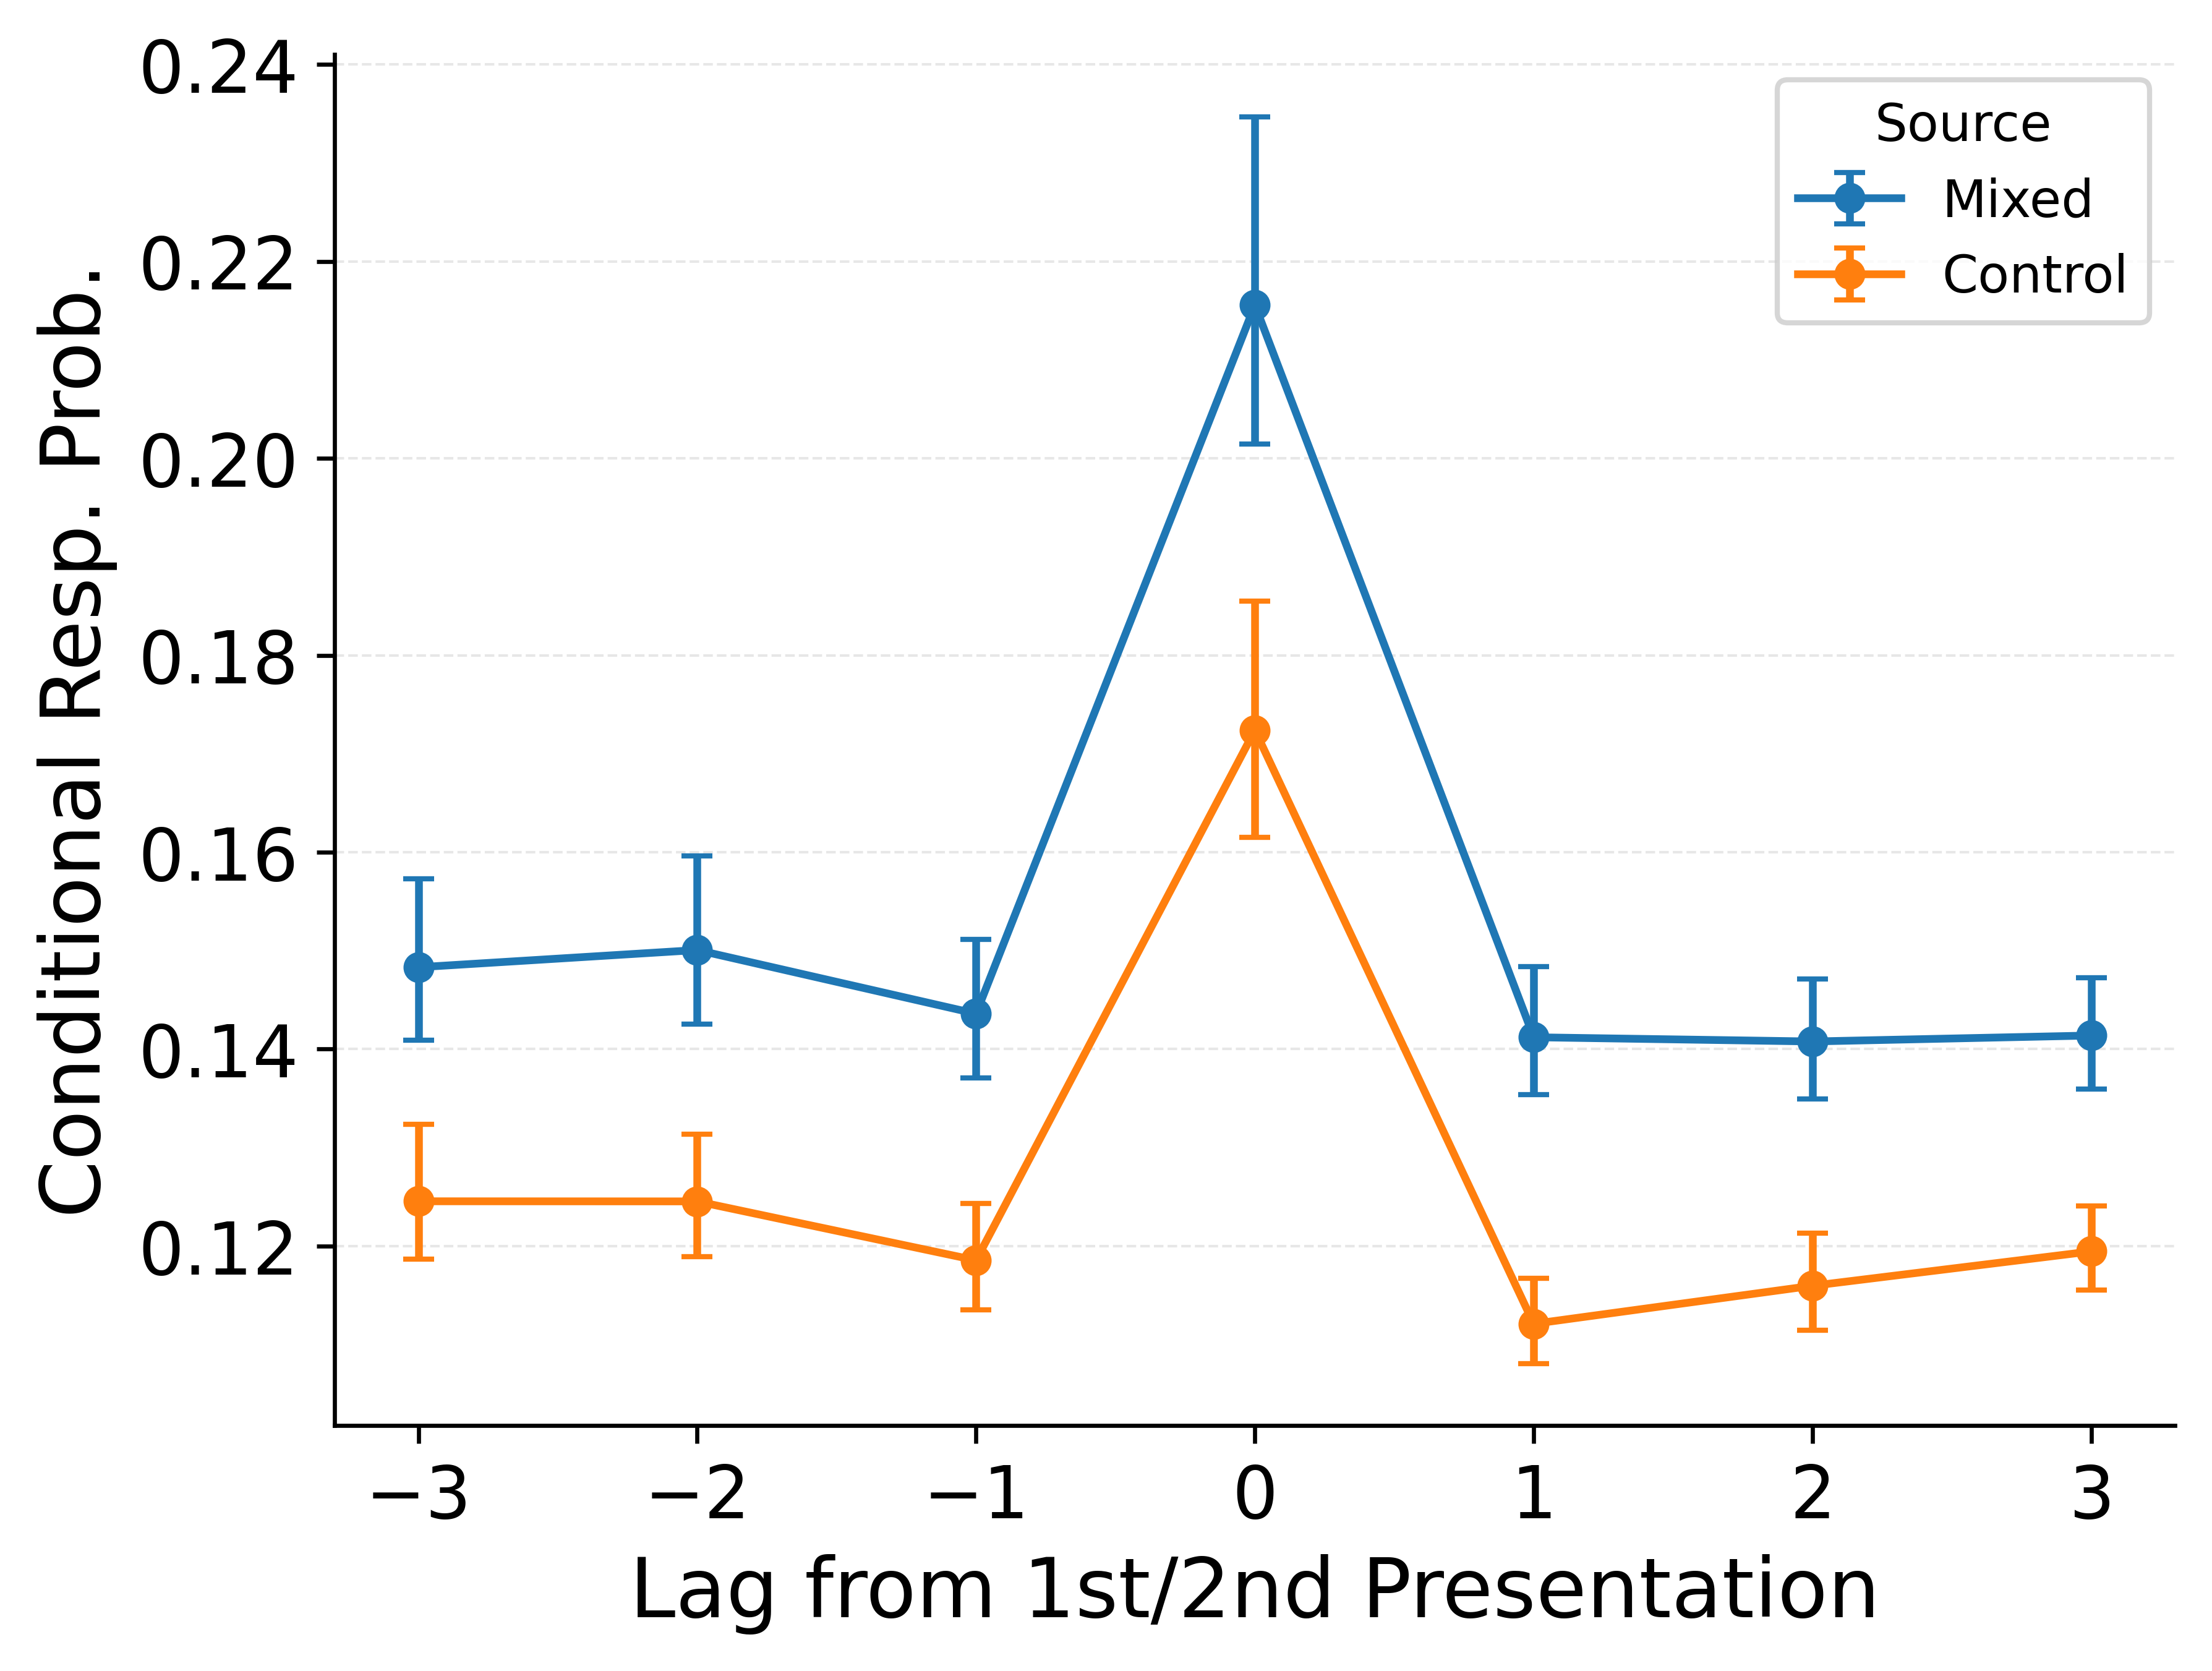 0.24
0.22
0.20
0.18
0.16
0.14
0.12
Conditional Resp. Prob.
Source
Mixed
Control
−3 −2 −1 0 1 2 3
Lag from 1st/2nd Presentation